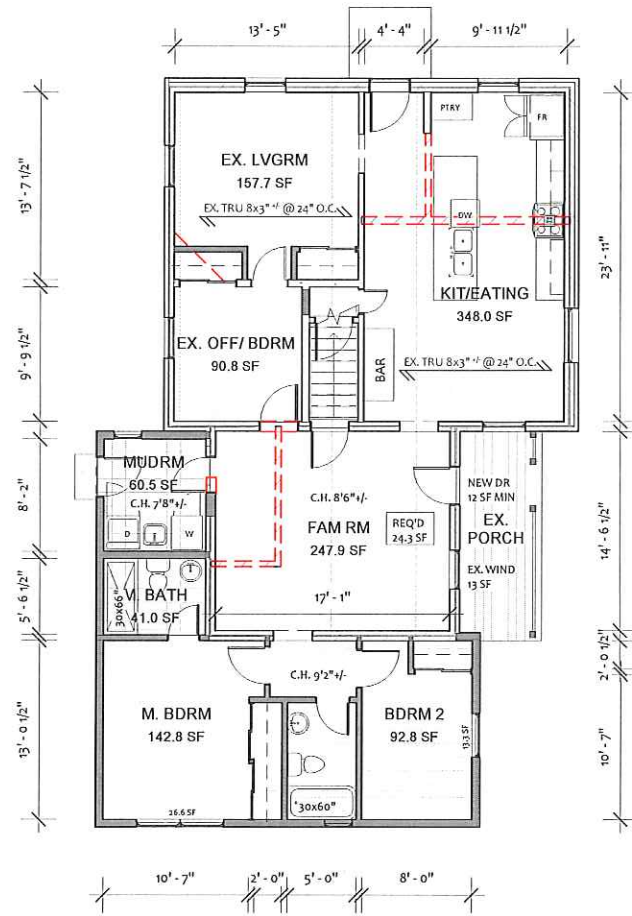 13' - 5"
4' - 4"
9' - 11 1/2"
PTRY
FR
EX. LVGRM
157.7 SF
EX. TRU 8x3" +/- @ 24" O.C.
DW
13' - 7 1/2"
23' - 11"
KIT/EATING
348.0 SF
EX. OFF/ BDRM
90.8 SF
BAR
EX. TRU 8x3" +/- @ 24" O.C.
9' - 9 1/2"
MUDRM
60.5 SF
C.H. 7'8"+/-
D
W
8' - 2"
C.H. 8'6"+/-
FAM RM
247.9 SF
REQ'D
24.3 SF
NEW DR
12 SF MIN
EX.
PORCH
EX. WIND
13 SF
14' - 6 1/2"
30x66"
M. BATH
41.0 SF
5' - 6 1/2"
17' - 1"
C.H. 9'2"+/-
2' - 0 1/2"
M. BDRM
142.8 SF
BDRM 2
92.8 SF
13.3 SF
13' - 0 1/2"
10' - 7"
26.6 SF
30x60"
10' - 7"
2' - 0"
5' - 0"
8' - 0"